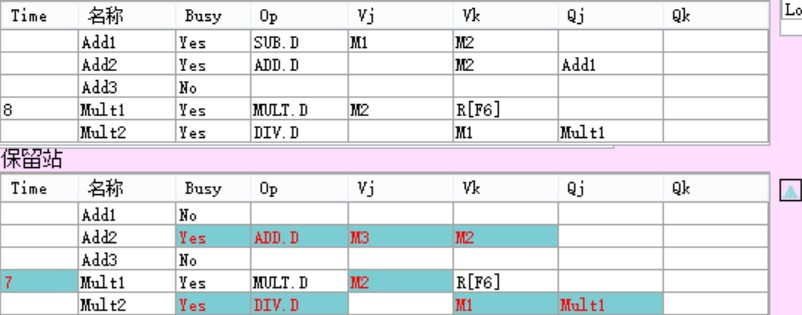 Time 名称 Busy Op Vj Vk Qj Qk Lo
Add1 Yes SUB.D M1 M2
Add2 Yes ADD.D M2 Add1
Add3 No
8 Mult1 Yes MULT.D M2 R[F6]
Mult2 Yes DIV.D M1 Mult1
保留站
Time 名称 Busy Op Vj Vk Qj Qk
Add1 No
Add2 Yes ADD.D M3 M2
Add3 No
7 Mult1 Yes MULT.D M2 R[F6]
Mult2 Yes DIV.D M1 Mult1